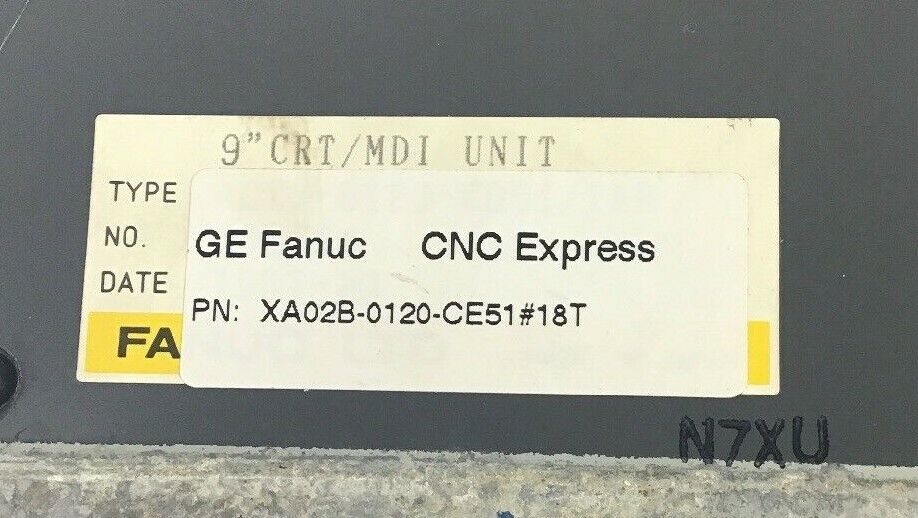 9"CRT/MDI UNIT
TYPE
NO.
GE Fanuc CNC Express
DATE
PN: XA02B-0120-CE51#18T
FA
N7XU